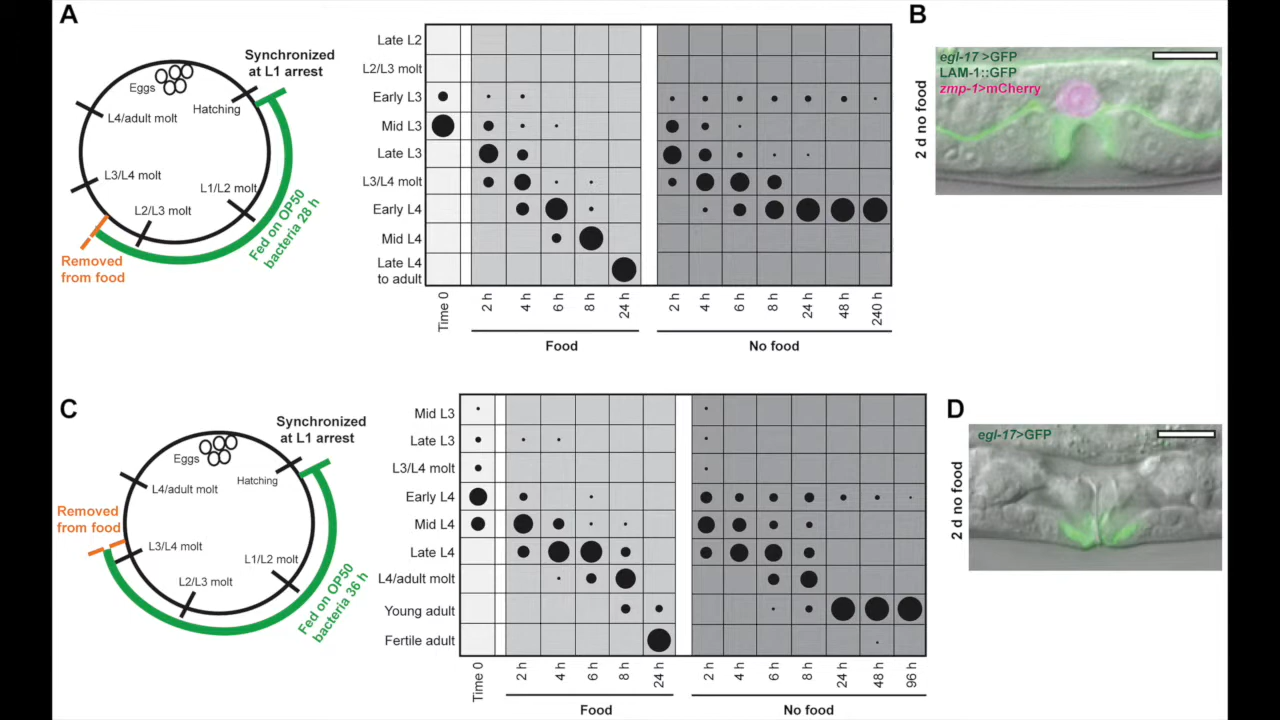 A
Synchronized
at L1 arrest
Eggs
Hatching
L4/adult molt
L3/L4 molt
L1/L2 molt
L2/L3 molt
Fed on OP50
bacteria 28 h
Removed
from food
Late L2
L2/L3 molt
Early L3
Mid L3
Late L3
L3/L4 molt
Early L4
Mid L4
Late L4
to adult
Time 0
2 h
4 h
6 h
8 h
24 h
2 h
4 h
6 h
8 h
24 h
48 h
240 h
Food
No food
B
2 d no food
egl-17>GFP
LAM-1::GFP
zmp-1>mCherry
C
Synchronized
at L1 arrest
Eggs
Hatching
L4/adult molt
Removed
from food
L3/L4 molt
L1/L2 molt
L2/L3 molt
Fed on OP50
bacteria 36 h
Mid L3
Late L3
L3/L4 molt
Early L4
Mid L4
Late L4
L4/adult molt
Young adult
Fertile adult
Time 0
2 h
4 h
6 h
8 h
24 h
2 h
4 h
6 h
8 h
24 h
48 h
96 h
Food
No food
D
2 d no food
egl-17>GFP